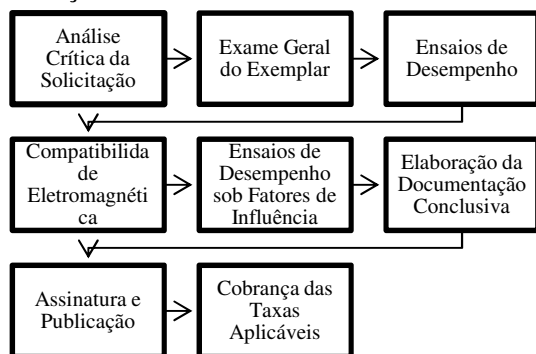 Análise
Crítica da
Solicitação
Exame Geral
do Exemplar
Ensaios de
Desempenho
Compatibilida
de
Eletromagnéti
ca
Ensaios de
Desempenho
sob Fatores de
Influência
Elaboração da
Documentação
Conclusiva
Assinatura e
Publicação
Cobrança das
Taxas
Aplicáveis